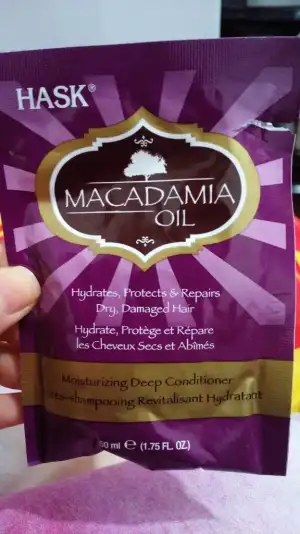 HASK®
MACADAMIA
OIL
Hydrates, Protects & Repairs
Dry, Damaged Hair
Hydrate, Protège et Répare
les Cheveux Secs et Abîmés
Moisturizing Deep Conditioner
Revitalisant Hydratant
ml ℮ (1.75 FL. OZ.)